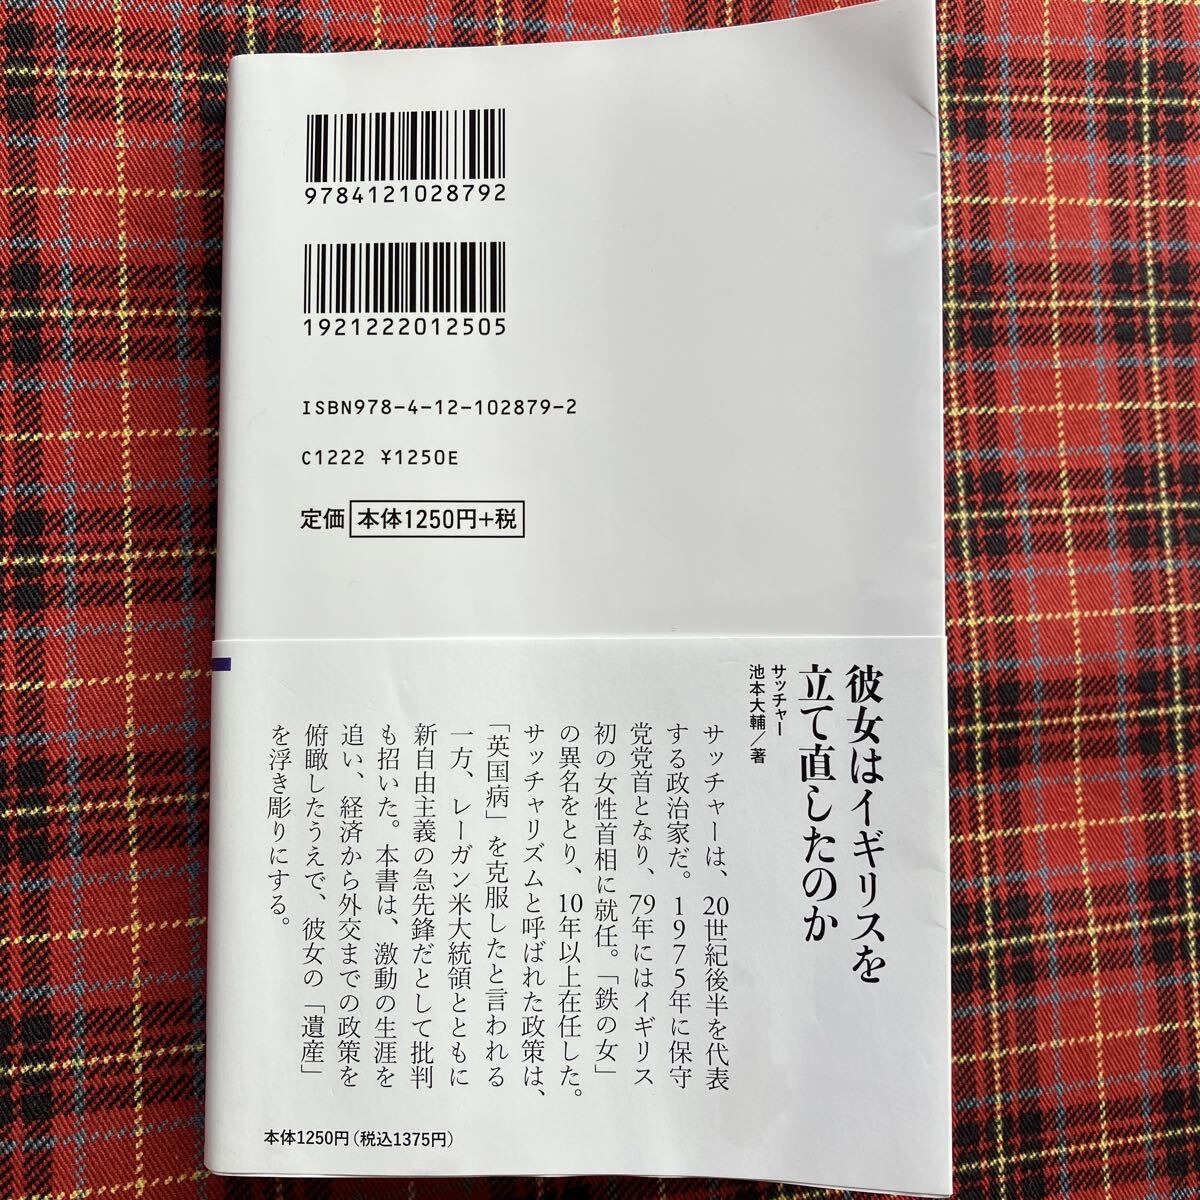 9784121028792
1921222012505
ISBN978-4-12-102879-2
C1222 ¥1250E
定価 本体1250円+税
彼女はイギリスを
立て直したのか
サッチャー
池本大輔／著
サッチャーは、20世紀後半を代表
する政治家だ。1975年に保守
党党首となり、79年にはイギリス
初の女性首相に就任。「鉄の女」
の異名をとり、10年以上在任した。
サッチャリズムと呼ばれた政策は、
「英国病」を克服したと言われる
一方、レーガン米大統領とともに
新自由主義の急先鋒だとして批判
も招いた。本書は、激動の生涯を
追い、経済から外交までの政策を
俯瞰したうえで、彼女の「遺産」
を浮き彫りにする。
本体1250円（税込1375円）